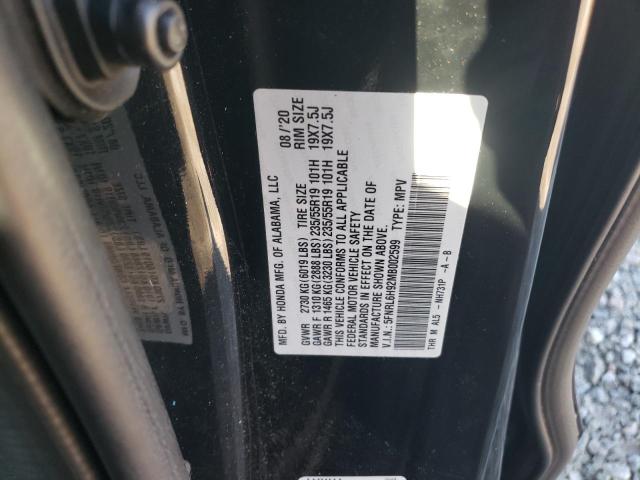 MFD. BY HONDA MFG. OF ALABAMA, LLC 08/'20
GVWR 2730 KG (6019 LBS) TIRE SIZE RIM SIZE
GAWR F 1310 KG (2888 LBS) 235/55R19 101H 19X7.5J
GAWR R 1465 KG (3230 LBS) 235/55R19 101H 19X7.5J
THIS VEHICLE CONFORMS TO ALL APPLICABLE
FEDERAL MOTOR VEHICLE SAFETY
STANDARDS IN EFFECT ON THE DATE OF
MANUFACTURE SHOWN ABOVE.
V.I.N.: 5FNRL6H92MB002599 TYPE: MPV
THR M AL5 - NH731P -A - B